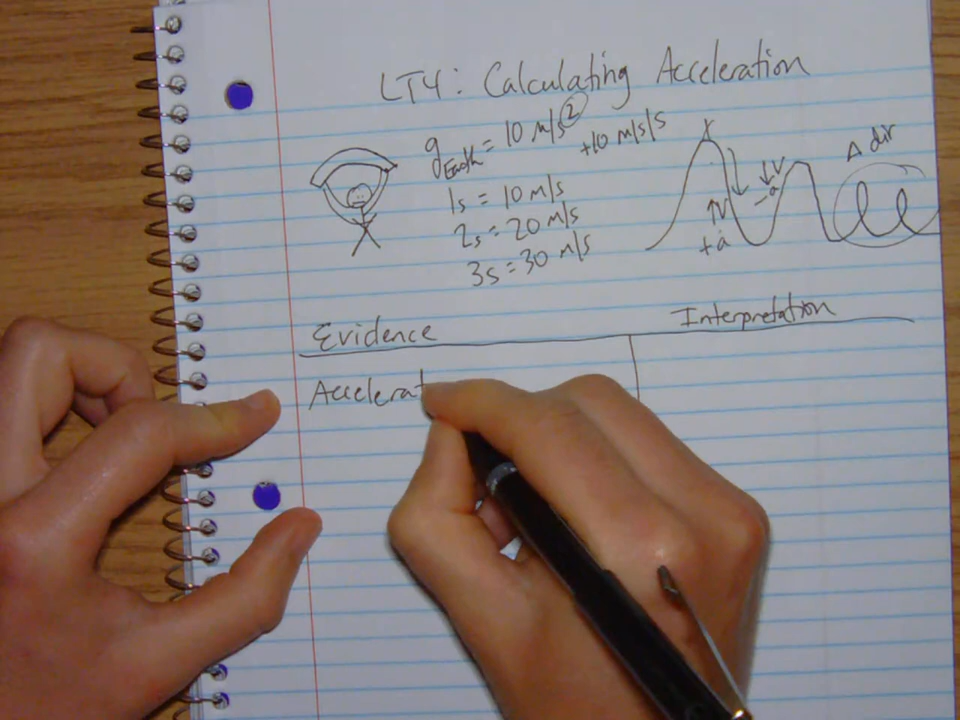 LT4: Calculating Acceleration
gEarth = 10 m/s²
+10 m/s/s
1s = 10 m/s
2s = 20 m/s
3s = 30 m/s
↑V
+a
↓V
-a
Δ dir
Evidence
Interpretation
Accelerat